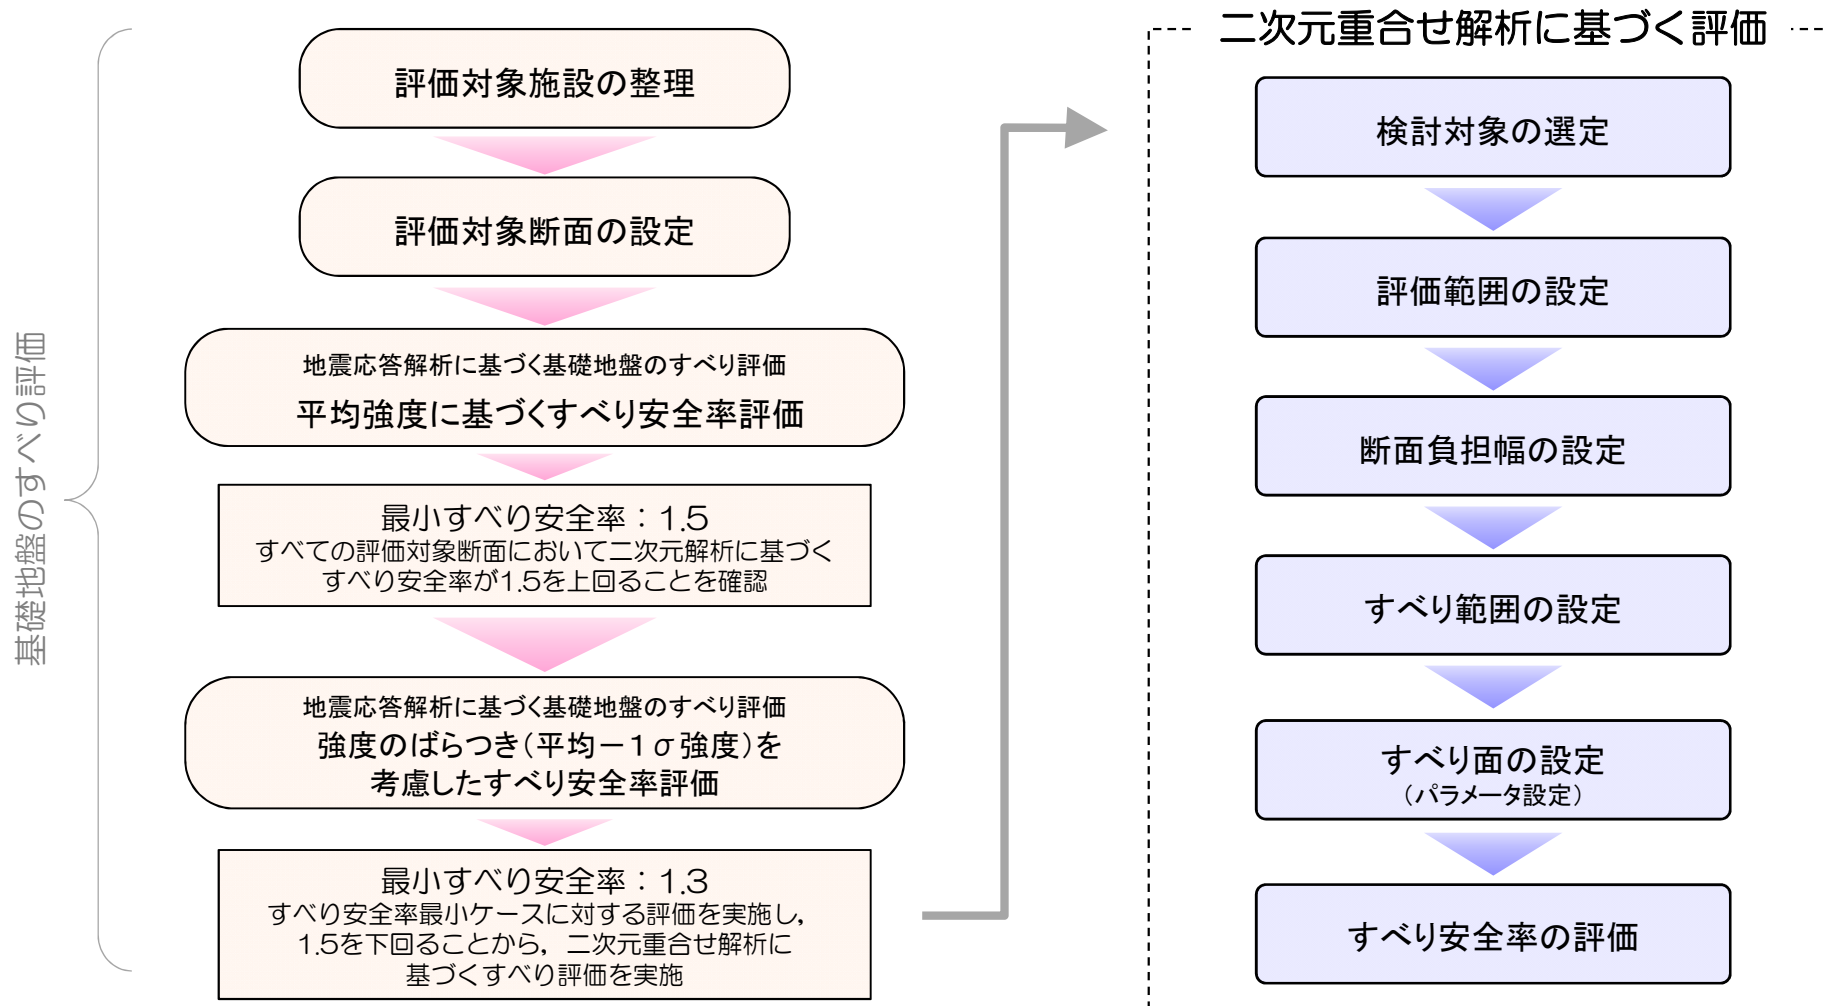 基礎地盤のすべり評価
評価対象施設の整理
評価対象断面の設定
地震応答解析に基づく基礎地盤のすべり評価
平均強度に基づくすべり安全率評価
最小すべり安全率：1.5
すべての評価対象断面において二次元解析に基づく
すべり安全率が1.5を上回ることを確認
地震応答解析に基づく基礎地盤のすべり評価
強度のばらつき（平均－1σ強度）を
考慮したすべり安全率評価
最小すべり安全率：1.3
すべり安全率最小ケースに対する評価を実施し，
1.5を下回ることから，二次元重合せ解析に
基づくすべり評価を実施
二次元重合せ解析に基づく評価
検討対象の選定
評価範囲の設定
断面負担幅の設定
すべり範囲の設定
すべり面の設定
（パラメータ設定）
すべり安全率の評価